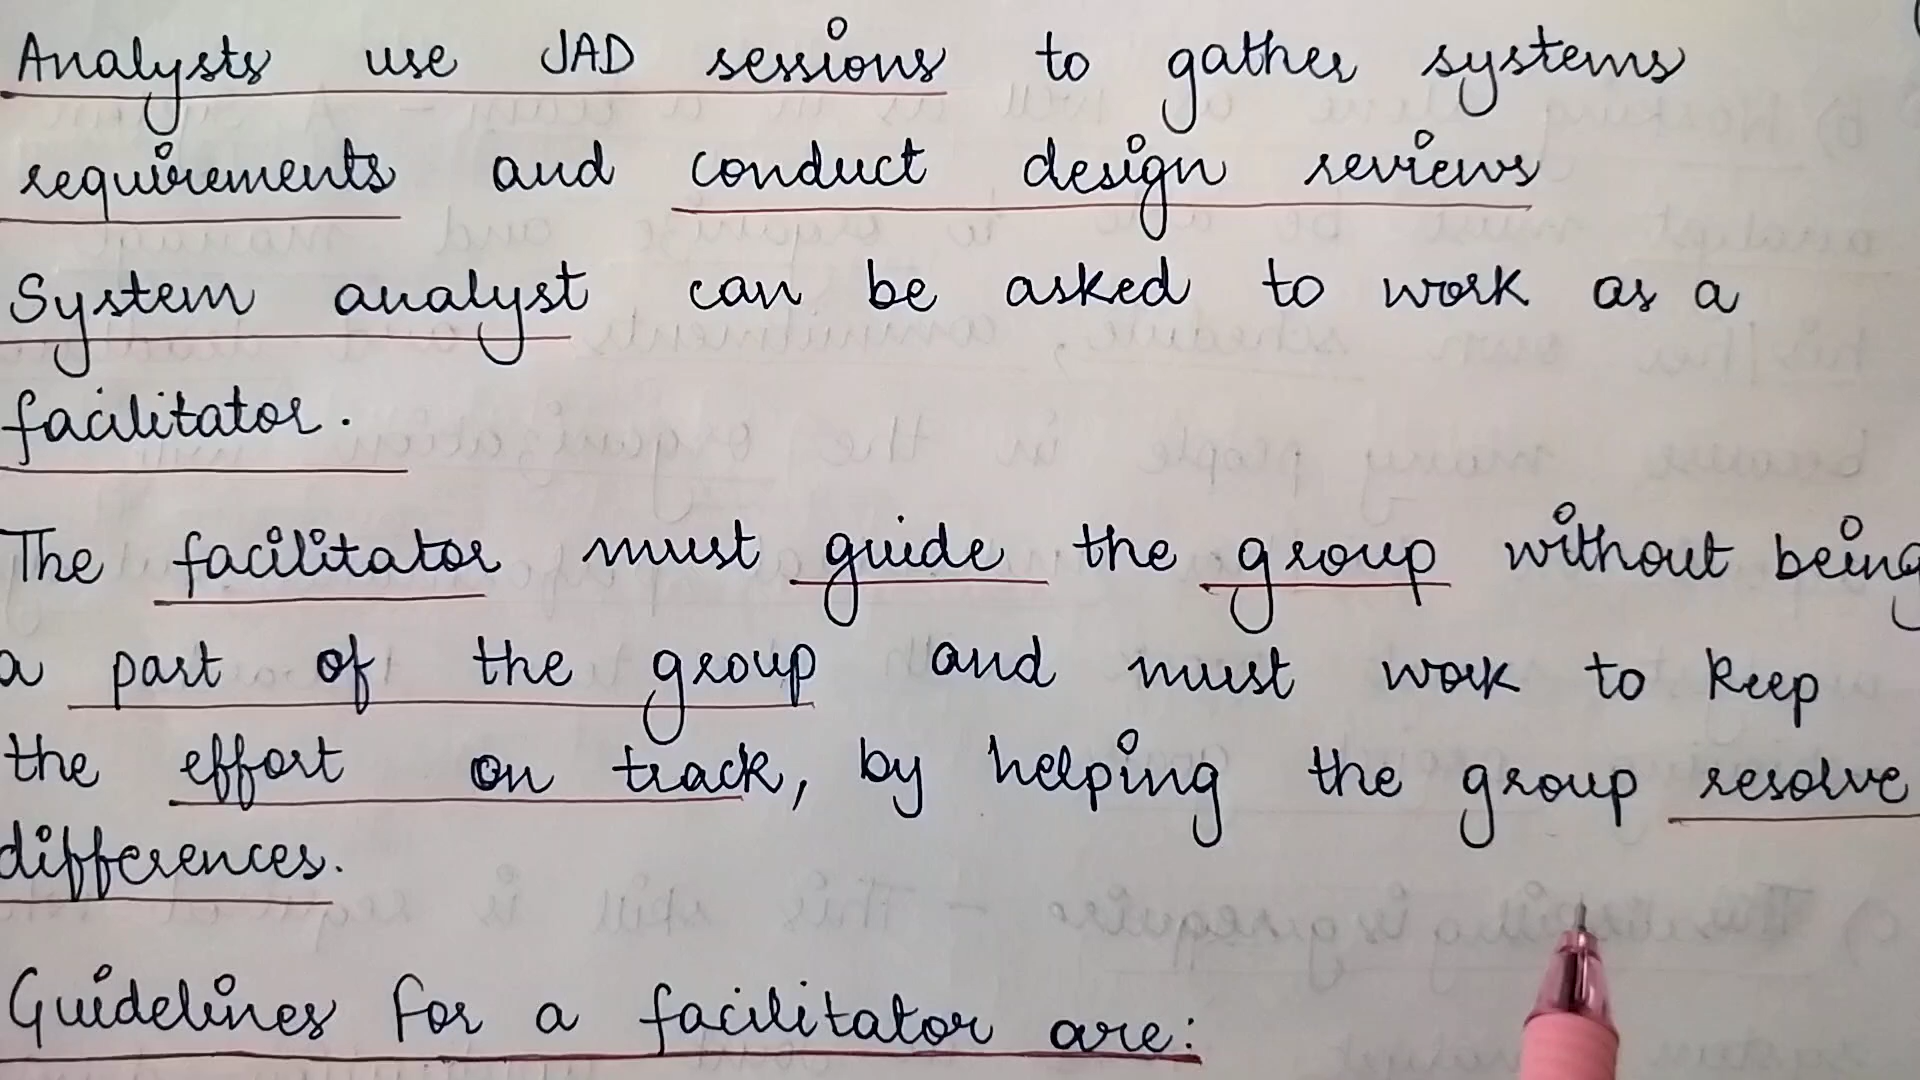 Analysts use JAD sessions to gather systems
requirements and conduct design reviews
System analyst can be asked to work as a
facilitator.
The facilitator must guide the group without being
a part of the group and must work to keep
the effort on track, by helping the group resolve
differences.
Guidelines for a facilitator are: